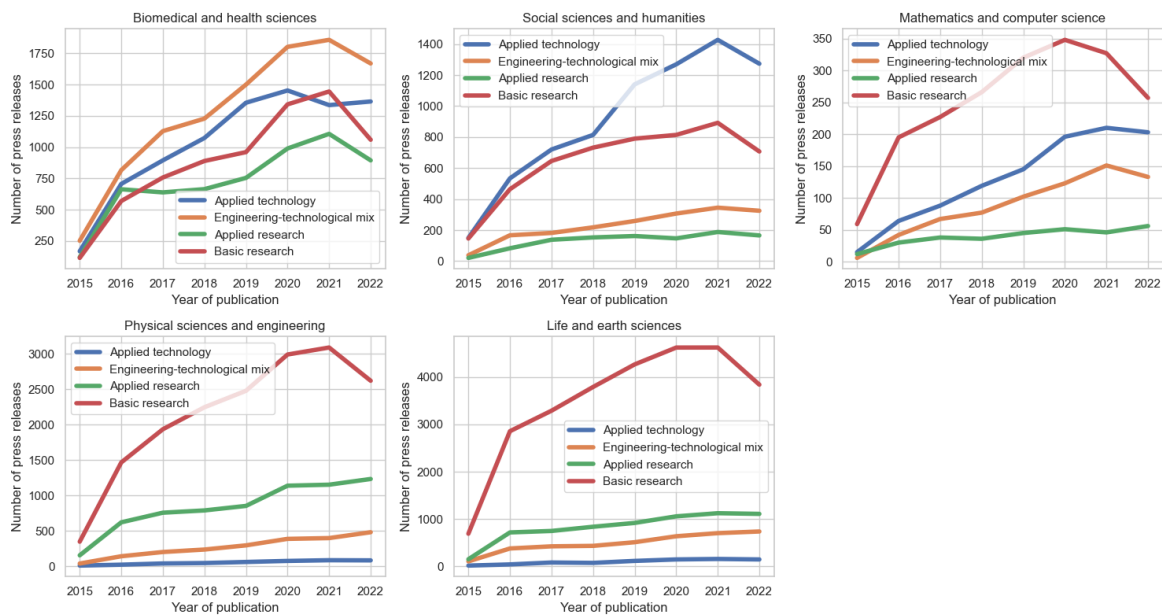 Biomedical and health sciences
Number of press releases
1750
1500
1250
1000
750
500
250
Applied technology
Engineering-technological mix
Applied research
Basic research
2015 2016 2017 2018 2019 2020 2021 2022
Year of publication
Social sciences and humanities
Number of press releases
1400
1200
1000
800
600
400
200
0
Applied technology
Engineering-technological mix
Applied research
Basic research
2015 2016 2017 2018 2019 2020 2021 2022
Year of publication
Mathematics and computer science
Number of press releases
350
300
250
200
150
100
50
0
Applied technology
Engineering-technological mix
Applied research
Basic research
2015 2016 2017 2018 2019 2020 2021 2022
Year of publication
Physical sciences and engineering
Number of press releases
3000
2500
2000
1500
1000
500
0
Applied technology
Engineering-technological mix
Applied research
Basic research
2015 2016 2017 2018 2019 2020 2021 2022
Year of publication
Life and earth sciences
Number of press releases
4000
3000
2000
1000
0
Applied technology
Engineering-technological mix
Applied research
Basic research
2015 2016 2017 2018 2019 2020 2021 2022
Year of publication